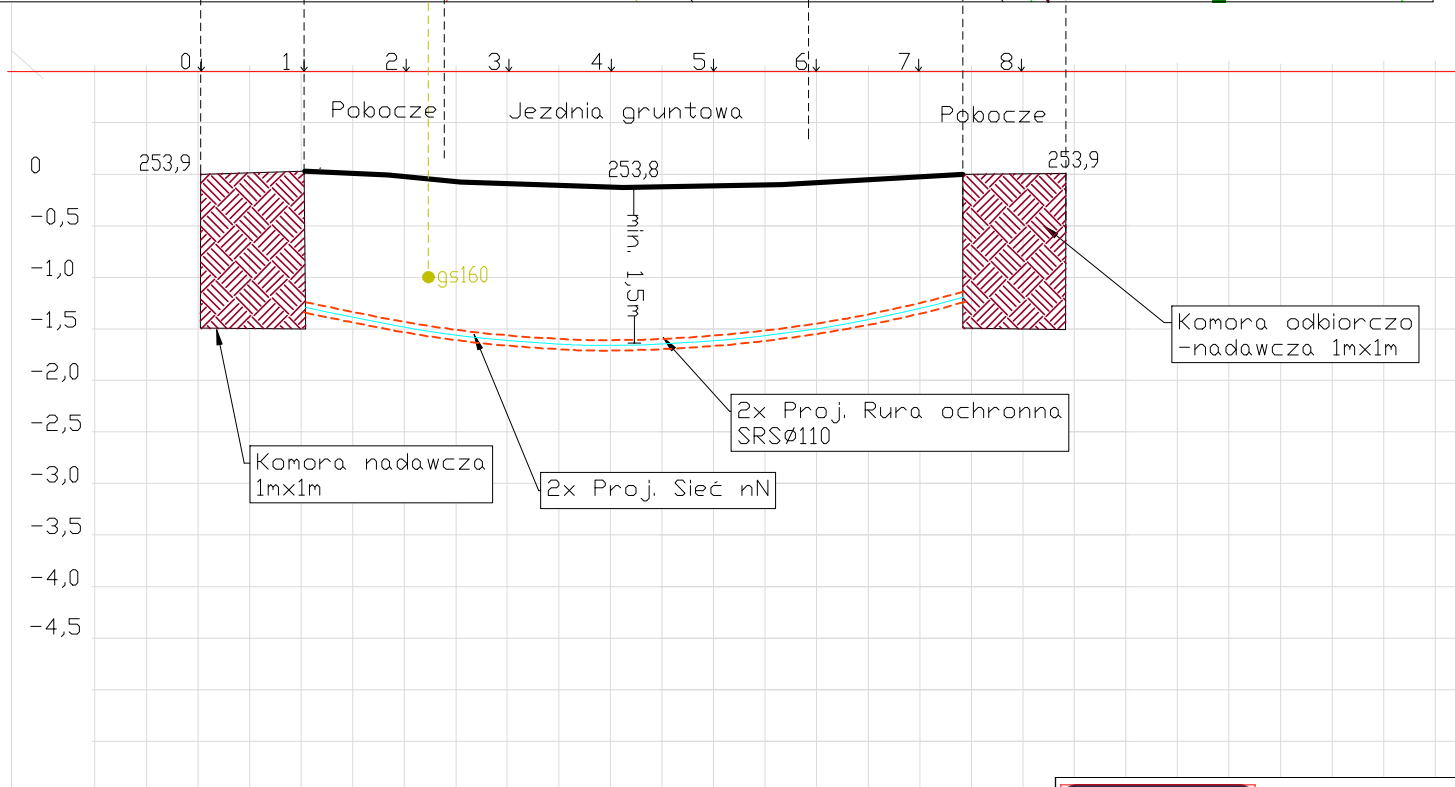 0 1 2 3 4 5 6 7 8
Pobocze Jezdnia gruntowa Pobocze
253,9 253,8 253,9
0
-0,5
-1,0
-1,5
-2,0
-2,5
-3,0
-3,5
-4,0
-4,5
min. 1,5m
gs160
Komora odbiorczo
-nadawcza 1mx1m
2x Proj. Rura ochronna
SRSØ110
Komora nadawcza
1mx1m
2x Proj. Sieć nN